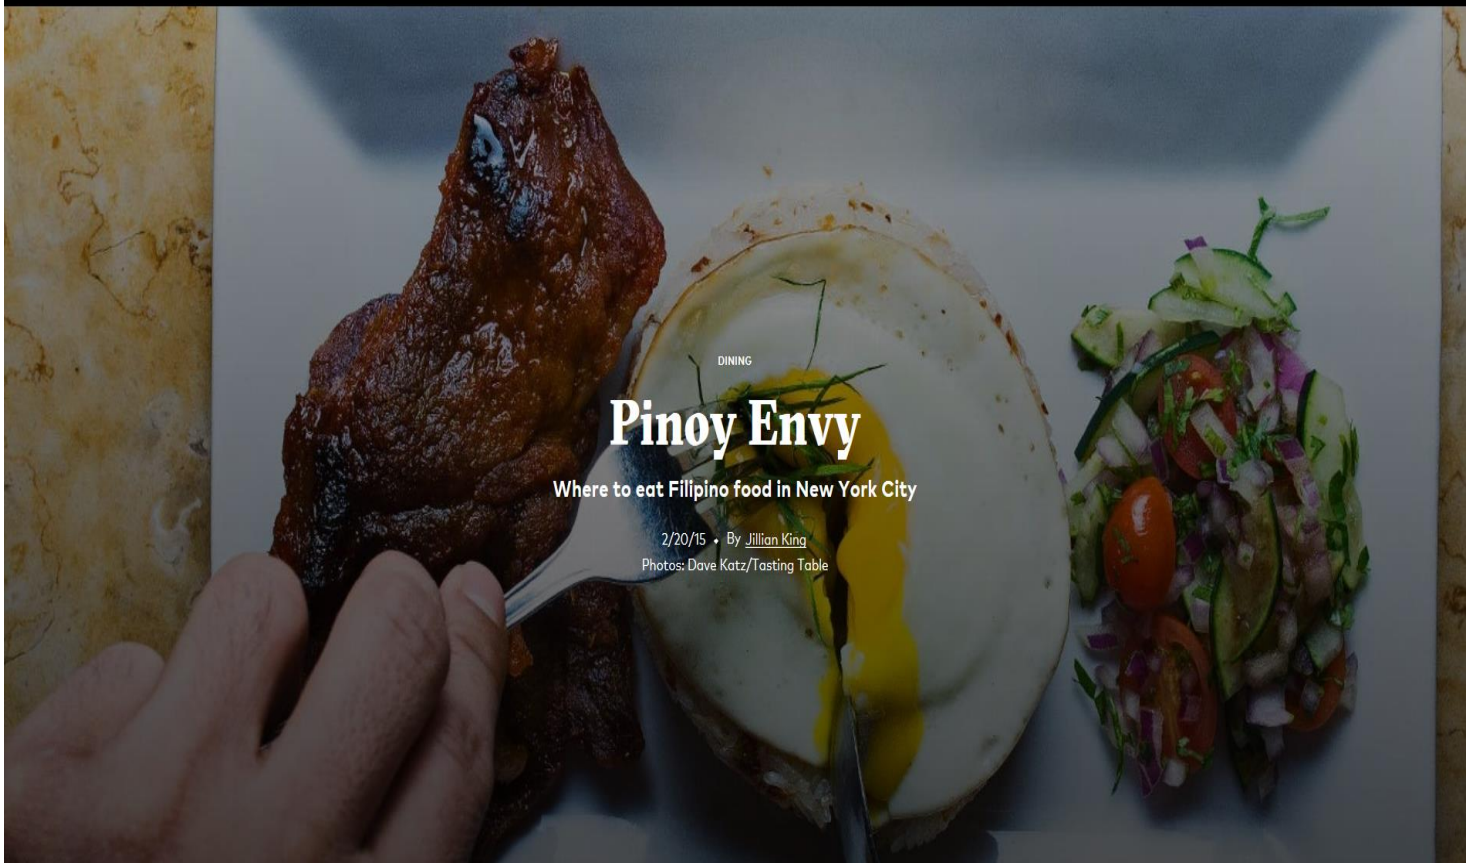 DINING
Pinoy Envy
Where to eat Filipino food in New York City
2/20/15 • By Jillian King
Photos: Dave Katz/Tasting Table